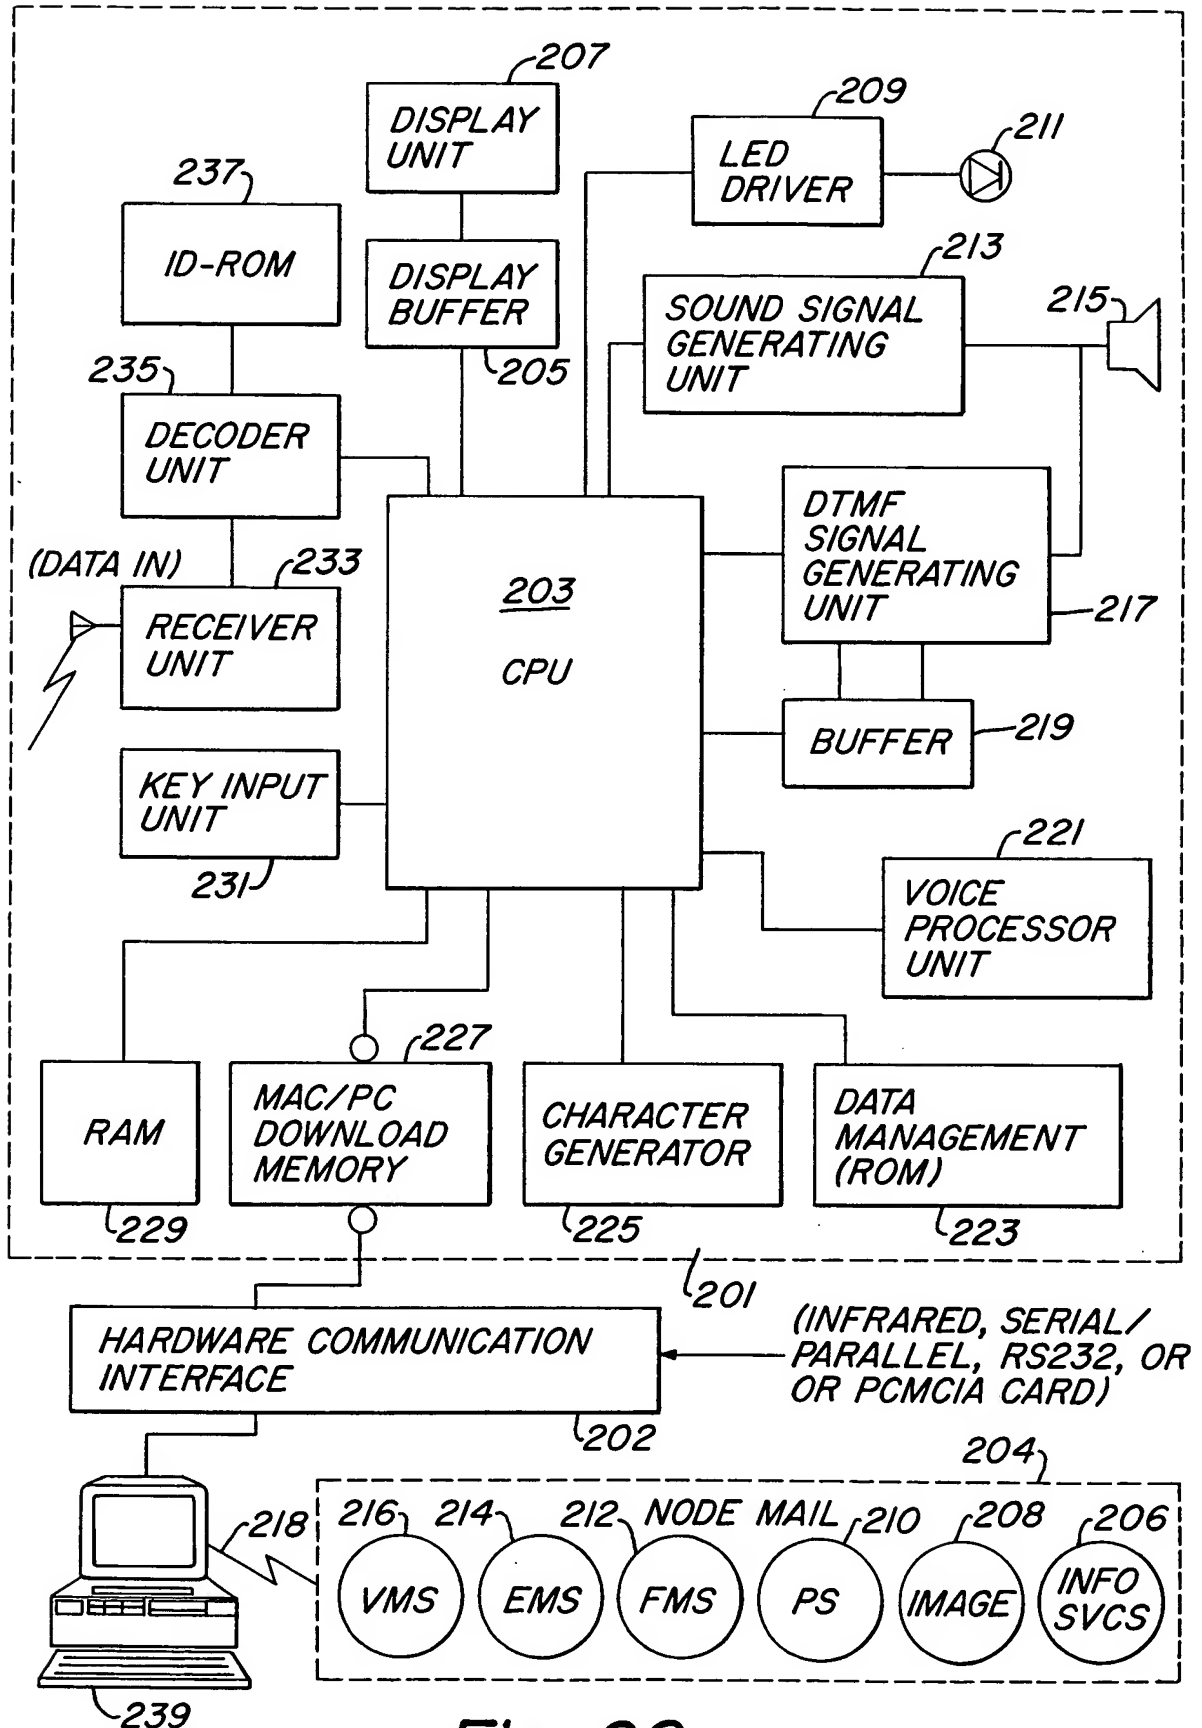 207
DISPLAY
UNIT
209
LED
DRIVER
211
237
ID-ROM
DISPLAY
BUFFER
205
213
SOUND SIGNAL
GENERATING
UNIT
215
235
DECODER
UNIT
(DATA IN)
233
RECEIVER
UNIT
203
CPU
DTMF
SIGNAL
GENERATING
UNIT
217
BUFFER
219
KEY INPUT
UNIT
231
221
VOICE
PROCESSOR
UNIT
RAM
229
227
MAC/PC
DOWNLOAD
MEMORY
CHARACTER
GENERATOR
225
DATA
MANAGEMENT
(ROM)
223
201
HARDWARE COMMUNICATION
INTERFACE
202
(INFRARED, SERIAL/
PARALLEL, RS232, OR
OR PCMCIA CARD)
204
NODE MAIL
218
216
VMS
214
EMS
212
FMS
210
PS
208
IMAGE
206
INFO
SVCS
239